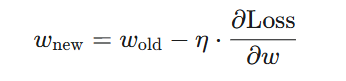 w_new = w_old − η · ∂Loss/∂w